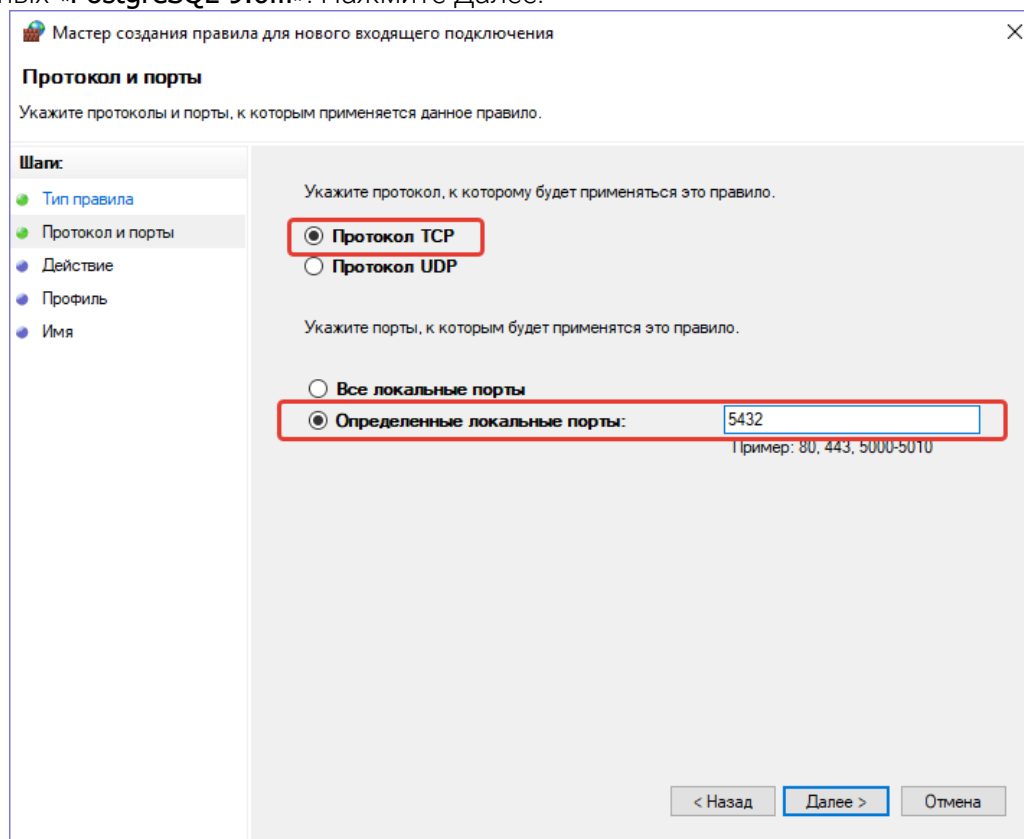 Мастер создания правила для нового входящего подключения
Протокол и порты
Укажите протоколы и порты, к которым применяется данное правило.
Шаги:
Тип правила
Протокол и порты
Действие
Профиль
Имя
Укажите протокол, к которому будет применяться это правило.
Протокол TCP
Протокол UDP
Укажите порты, к которым будет применятся это правило.
Все локальные порты
Определенные локальные порты:
5432
Пример: 80, 443, 5000-5010
< Назад
Далее >
Отмена